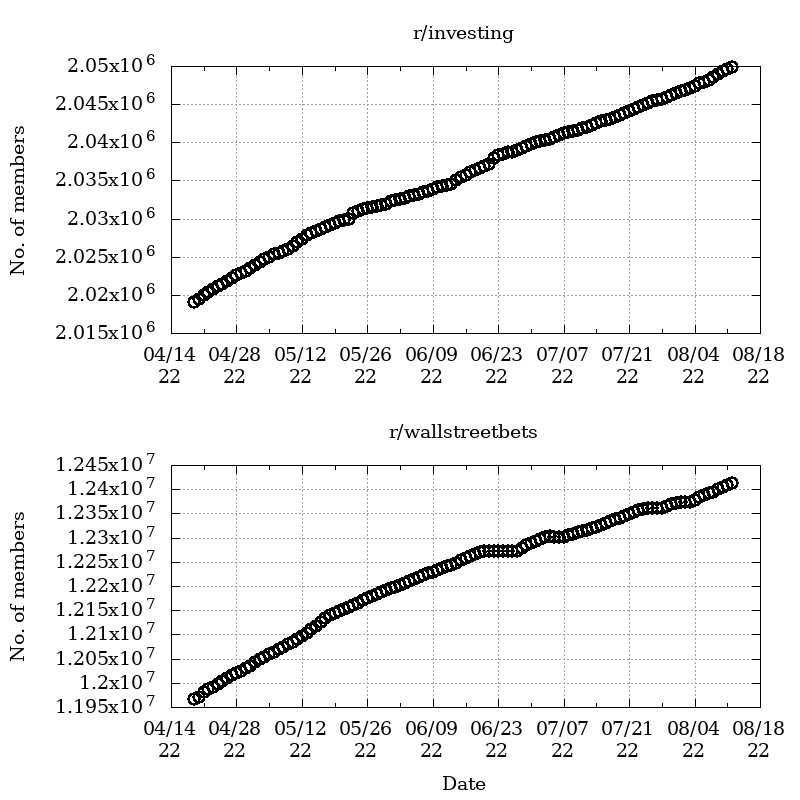 r/investing
No. of members
2.05x10^6
2.045x10^6
2.04x10^6
2.035x10^6
2.03x10^6
2.025x10^6
2.02x10^6
2.015x10^6
04/14 04/28 05/12 05/26 06/09 06/23 07/07 07/21 08/04 08/18
22 22 22 22 22 22 22 22 22 22
r/wallstreetbets
No. of members
1.245x10^7
1.24x10^7
1.235x10^7
1.23x10^7
1.225x10^7
1.22x10^7
1.215x10^7
1.21x10^7
1.205x10^7
1.2x10^7
1.195x10^7
04/14 04/28 05/12 05/26 06/09 06/23 07/07 07/21 08/04 08/18
22 22 22 22 22 22 22 22 22 22
Date